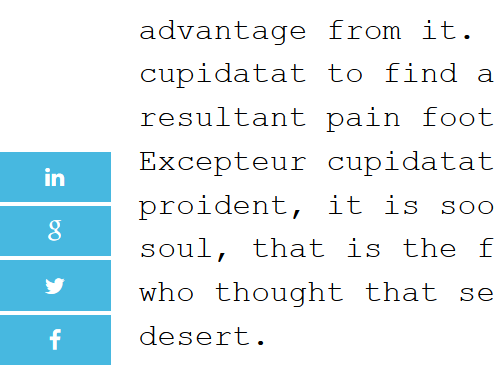 advantage from it.
cupidatat to find a
resultant pain foot
Excepteur cupidatat
proident, it is soo
soul, that is the f
who thought that se
desert.
in
g
f